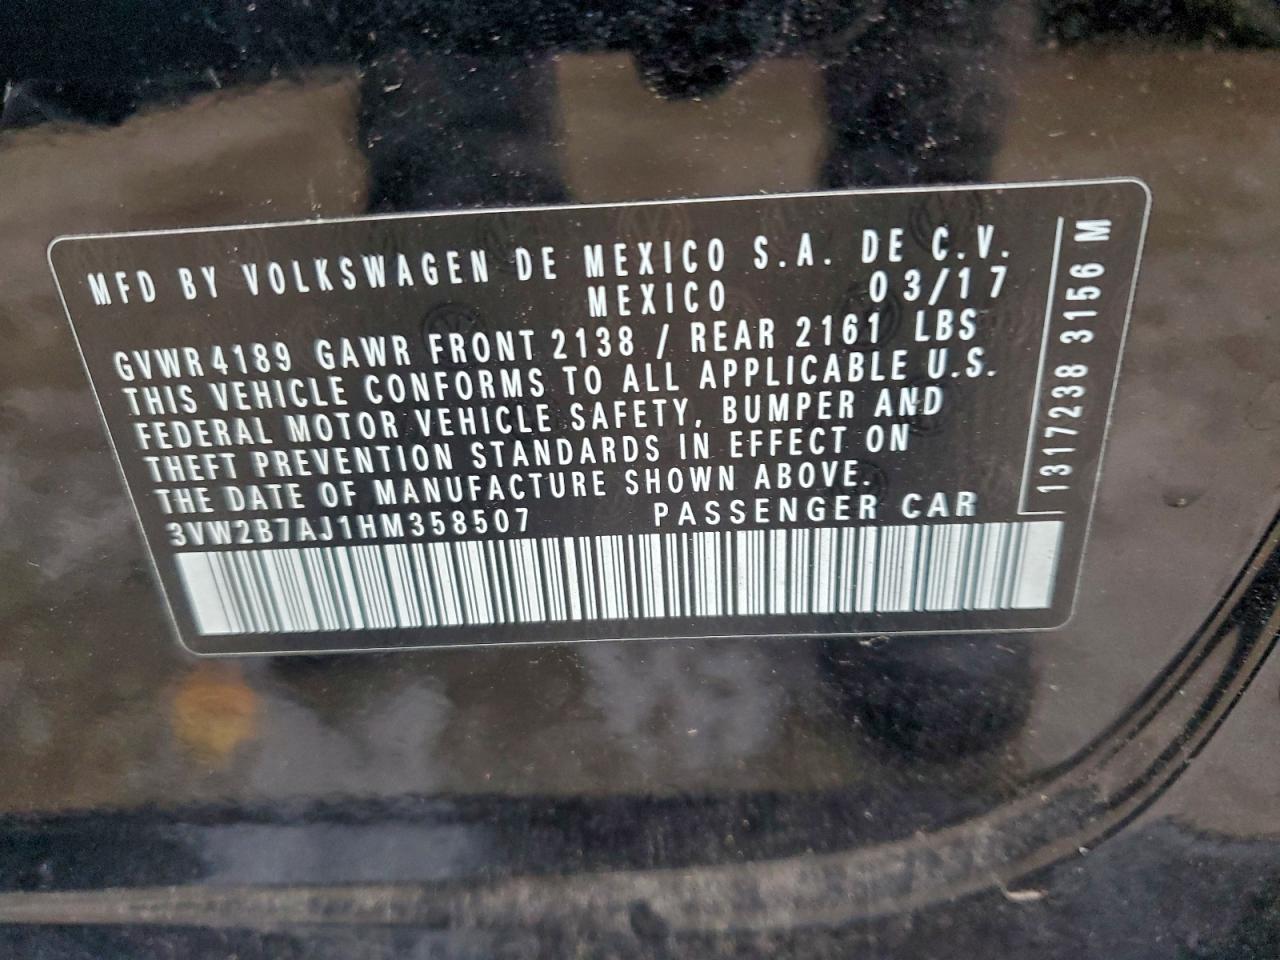 MFD BY VOLKSWAGEN DE MEXICO S.A. DE C.V.
MEXICO 03/17
GVWR 4189 GAWR FRONT 2138 / REAR 2161 LBS
THIS VEHICLE CONFORMS TO ALL APPLICABLE U.S.
FEDERAL MOTOR VEHICLE SAFETY, BUMPER AND
THEFT PREVENTION STANDARDS IN EFFECT ON
THE DATE OF MANUFACTURE SHOWN ABOVE.
3VW2B7AJ1HM358507 PASSENGER CAR
1317238 3156 M